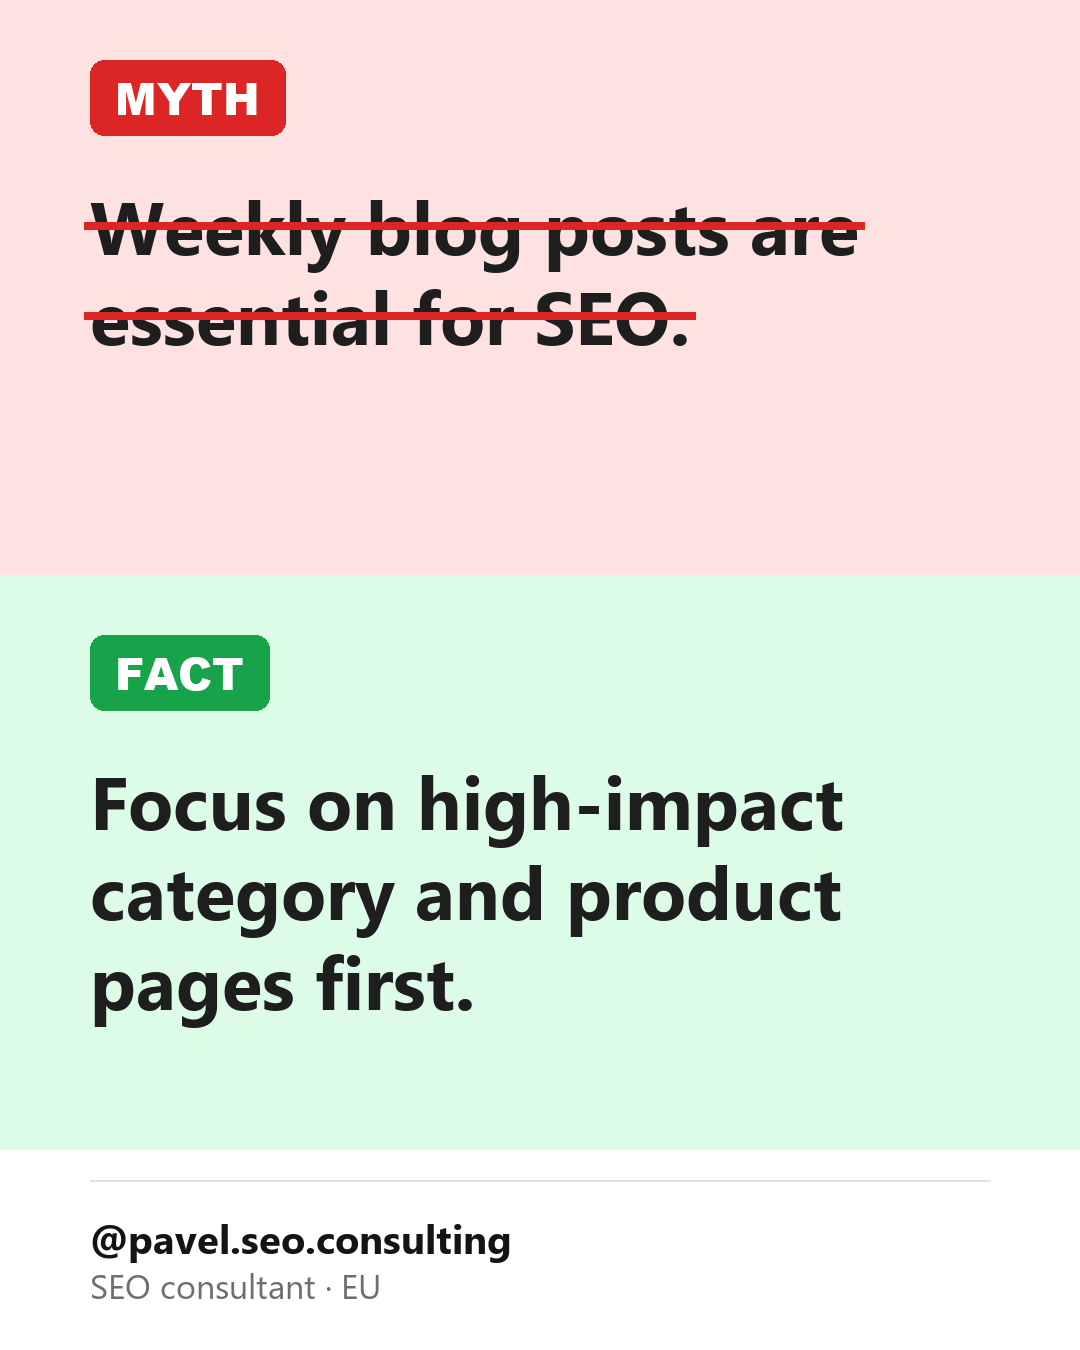 MYTH
Weekly blog posts are
essential for SEO.
FACT
Focus on high-impact
category and product
pages first.
@pavel.seo.consulting
SEO consultant · EU